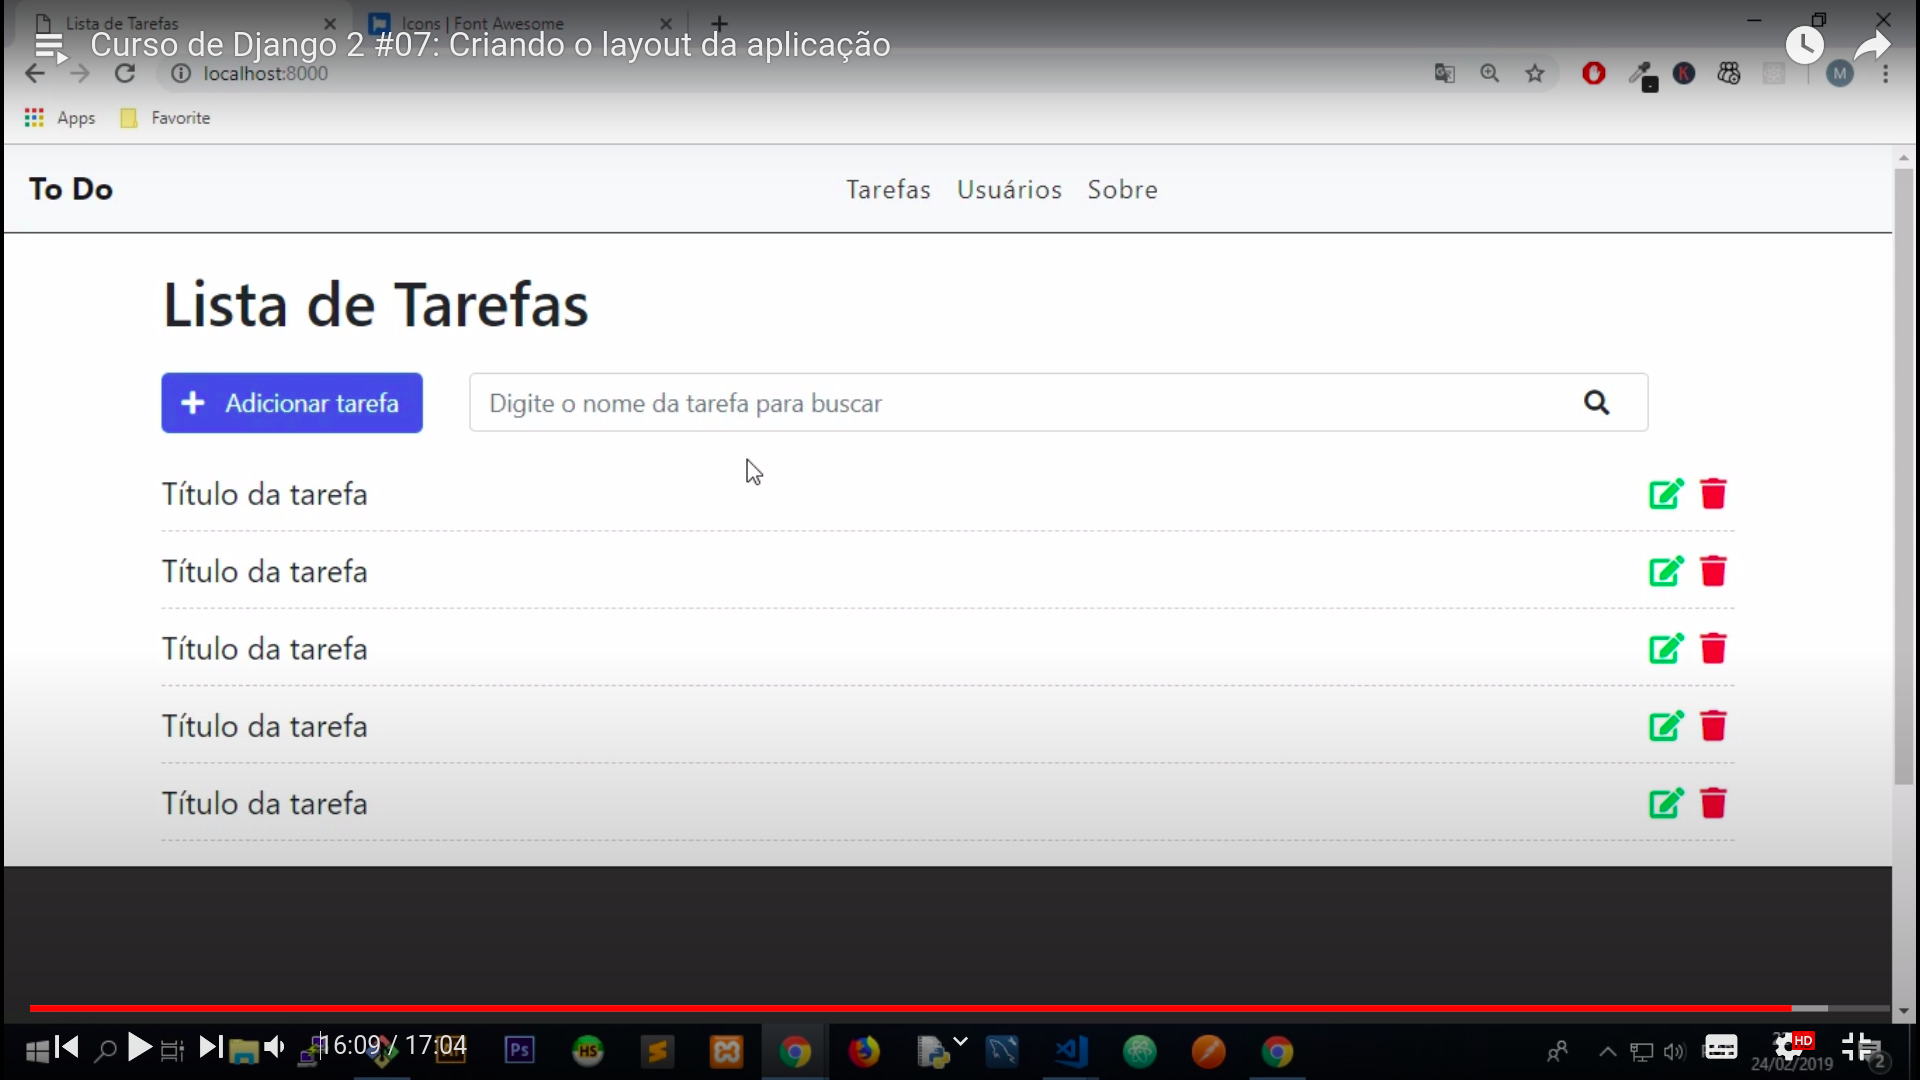 Lista de Tarefas
Icons | Font Awesome
Curso de Django 2 #07: Criando o layout da aplicação
localhost:8000
M
Apps
Favorite
To Do
Tarefas Usuários Sobre
Lista de Tarefas
Adicionar tarefa
Digite o nome da tarefa para buscar
Título da tarefa
Título da tarefa
Título da tarefa
Título da tarefa
Título da tarefa
16:09 / 17:04
Ps
HS
HD
24/02/2019
2